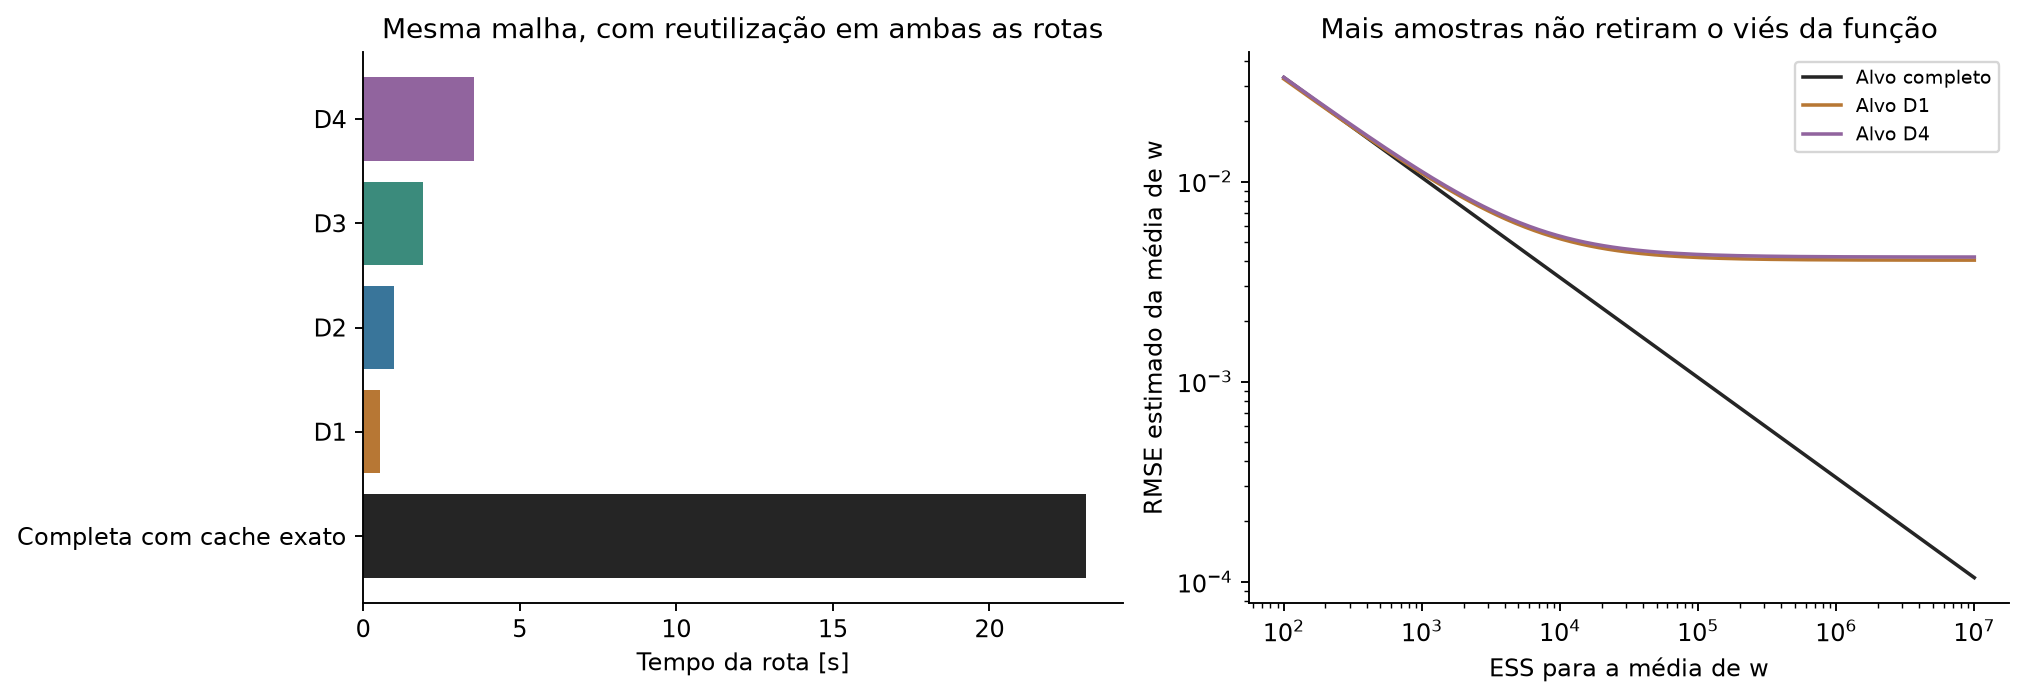 Mesma malha, com reutilização em ambas as rotas
D4
D3
D2
D1
Completa com cache exato
0
5
10
15
20
Tempo da rota [s]
Mais amostras não retiram o viés da função
Alvo completo
Alvo D1
Alvo D4
RMSE estimado da média de w
10⁻²
10⁻³
10⁻⁴
10²
10³
10⁴
10⁵
10⁶
10⁷
ESS para a média de w